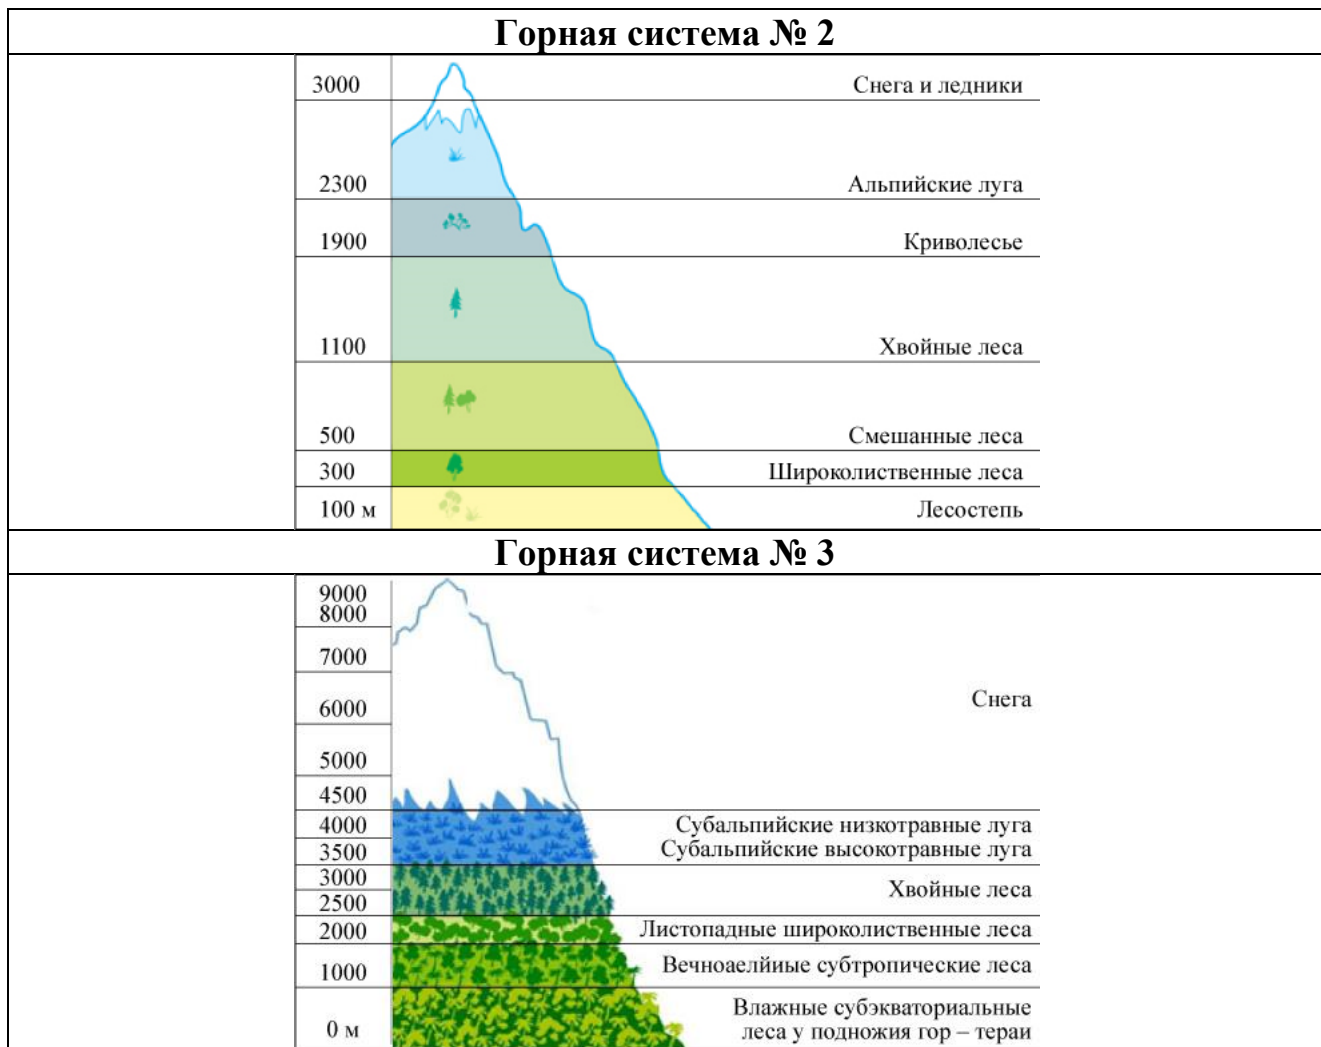 Горная система № 2
3000 Снега и ледники
2300 Альпийские луга
1900 Криволесье
1100 Хвойные леса
500 Смешанные леса
300 Широколиственные леса
100 м Лесостепь
Горная система № 3
9000
8000
7000
Снега
6000
5000
4500
4000 Субальпийские низкотравные луга
3500 Субальпийские высокотравные луга
3000
Хвойные леса
2500
2000 Листопадные широколиственные леса
1000 Вечноаелйиые субтропические леса
Влажные субэкваториальные
0 м леса у подножия гор – тераи